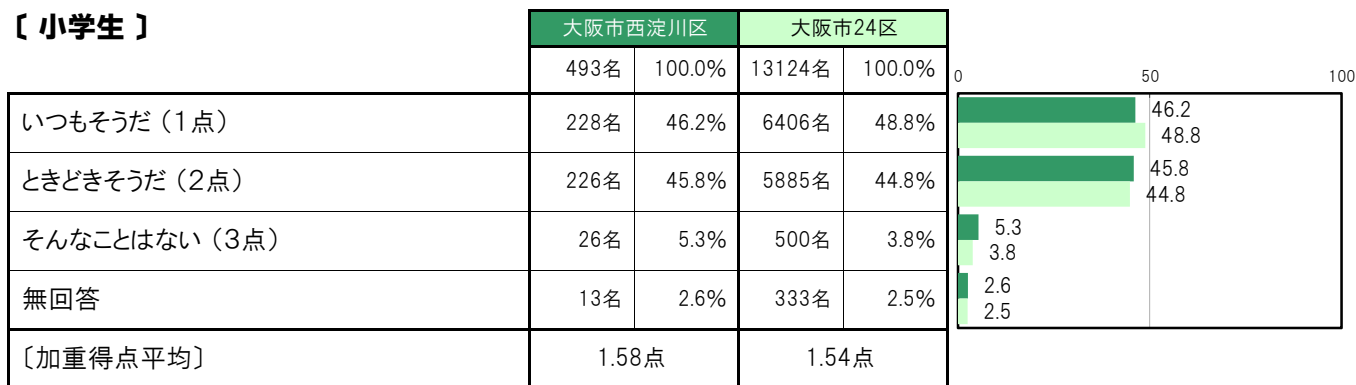 〔 小学生 〕
大阪市西淀川区 大阪市24区
493名 100.0% 13124名 100.0%
0 50 100
いつもそうだ（1点） 228名 46.2% 6406名 48.8% 46.2
48.8
ときどきそうだ（2点） 226名 45.8% 5885名 44.8% 45.8
44.8
そんなことはない（3点） 26名 5.3% 500名 3.8% 5.3
3.8
無回答 13名 2.6% 333名 2.5% 2.6
2.5
〔加重得点平均〕 1.58点 1.54点